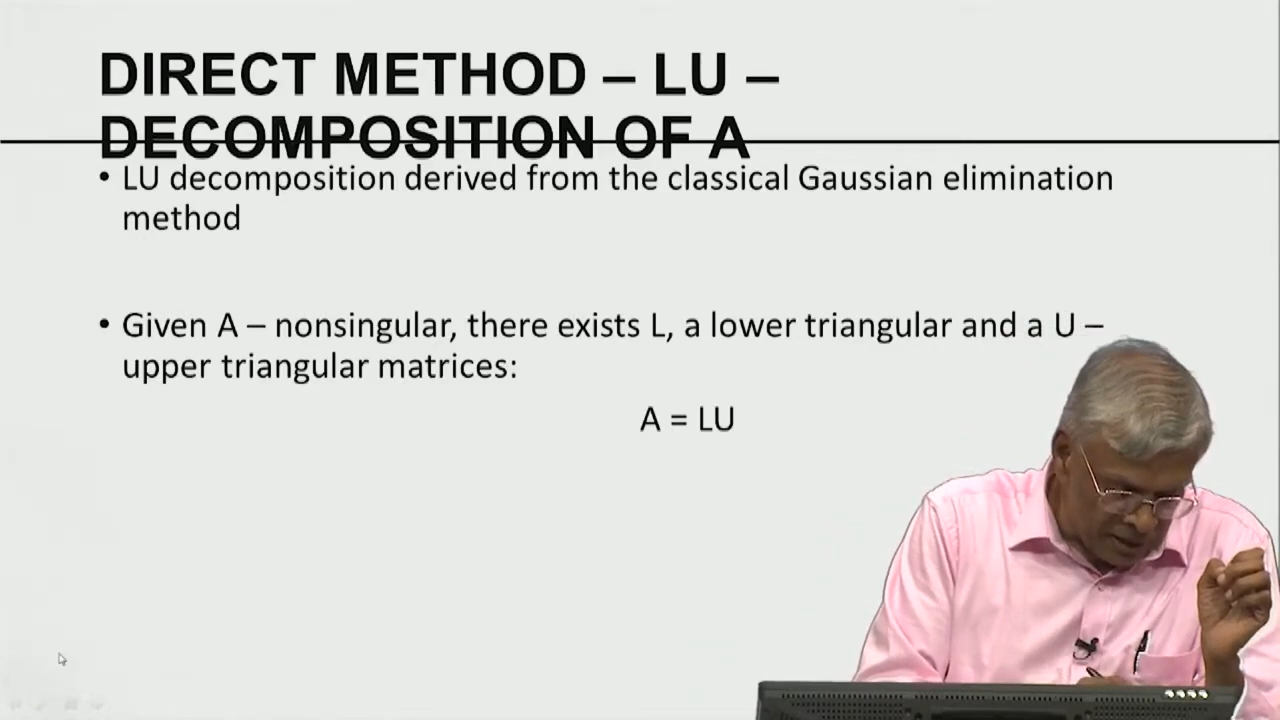 DIRECT METHOD – LU –
DECOMPOSITION OF A
• LU decomposition derived from the classical Gaussian elimination
method
• Given A – nonsingular, there exists L, a lower triangular and a U –
upper triangular matrices:
A = LU